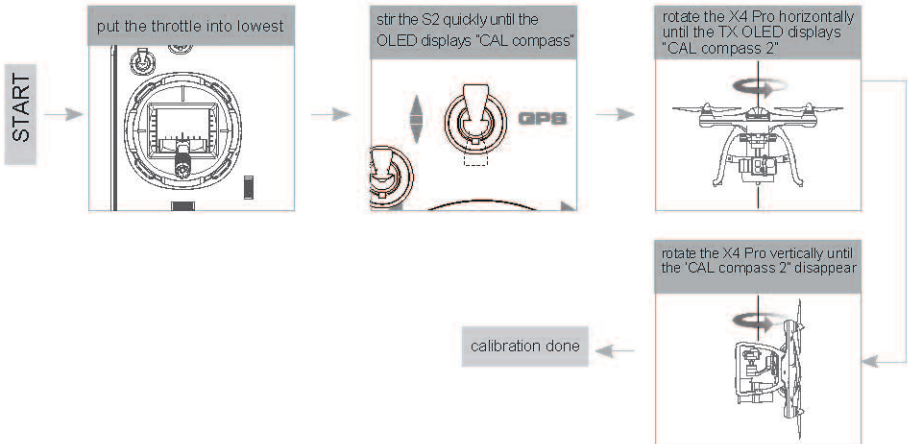 START
put the throttle into lowest
stir the S2 quickly until the
OLED displays "CAL compass"
GPS
rotate the X4 Pro horizontally
until the TX OLED displays
"CAL compass 2"
rotate the X4 Pro vertically until
the 'CAL compass 2" disappear
calibration done